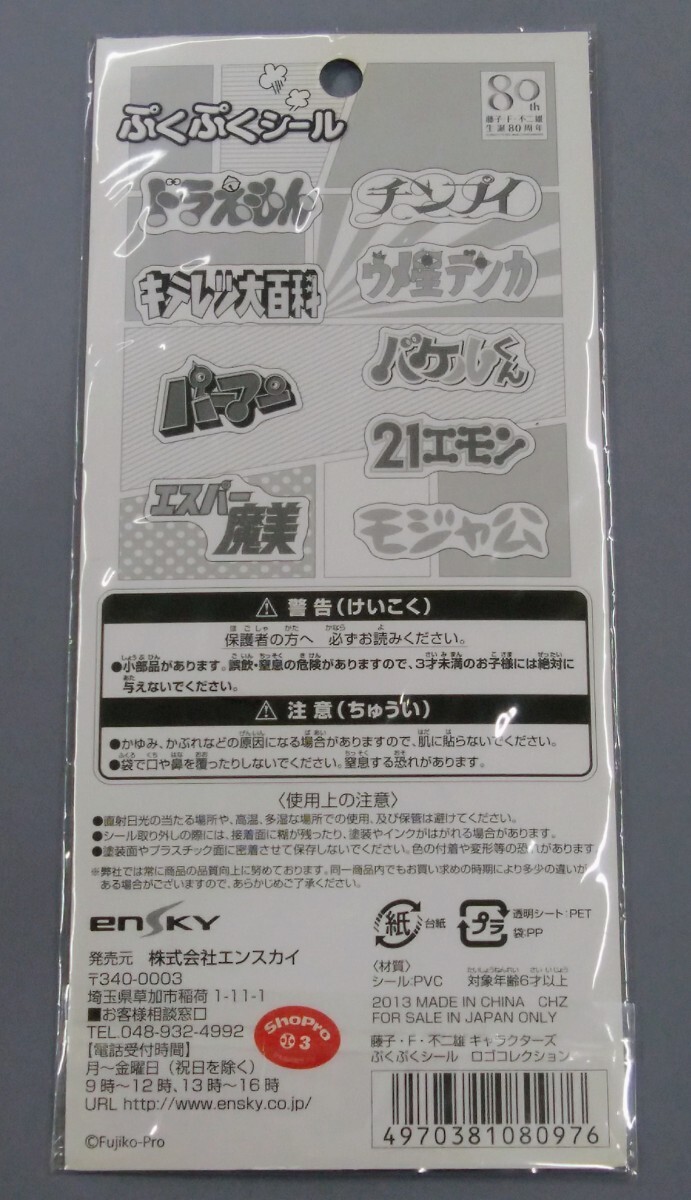 ぷくぷくシール
80th
藤子・F・不二雄
生誕80周年
ドラえもん
チンプイ
キテレツ大百科
ウメ星デンカ
パーマン
バケルくん
21エモン
エスパー
魔美
モジャ公
⚠ 警告(けいこく)
保護者の方へ 必ずお読みください。
●小部品があります。誤飲・窒息の危険がありますので、3才未満のお子様には絶対に
与えないでください。
⚠ 注意(ちゅうい)
●かゆみ、かぶれなどの原因になる場合がありますので、肌に貼らないでください。
●袋で口や鼻を覆ったりしないでください。窒息する恐れがあります。
〈使用上の注意〉
●直射日光の当たる場所や、高温、多湿な場所での使用、及び保管は避けてください。
●シール取り外しの際には、接着面に糊が残ったり、塗装やインクがはがれる場合があります。
●塗装面やプラスチック面に密着させて保存しないでください。色の付着や変形等の恐れがあります
※弊社では常に商品の品質向上に努めております。同一商品内でもお買い求めの時期により多少の違いが
ある場合がございますので、あらかじめご了承ください。
ensky
発売元 株式会社エンスカイ
〒340-0003
埼玉県草加市稲荷 1-11-1
■お客様相談窓口
TEL.048-932-4992
【電話受付時間】
月〜金曜日(祝日を除く)
9時〜12時、13時〜16時
URL http://www.ensky.co.jp/
©Fujiko-Pro
ShoPro
小 3
紙 台紙
プラ 透明シート:PET
袋:PP
〈材質〉
シール:PVC 対象年齢6才以上
2013 MADE IN CHINA CHZ
FOR SALE IN JAPAN ONLY
藤子・F・不二雄 キャラクターズ
ぷくぷくシール ロゴコレクション
4970381080976